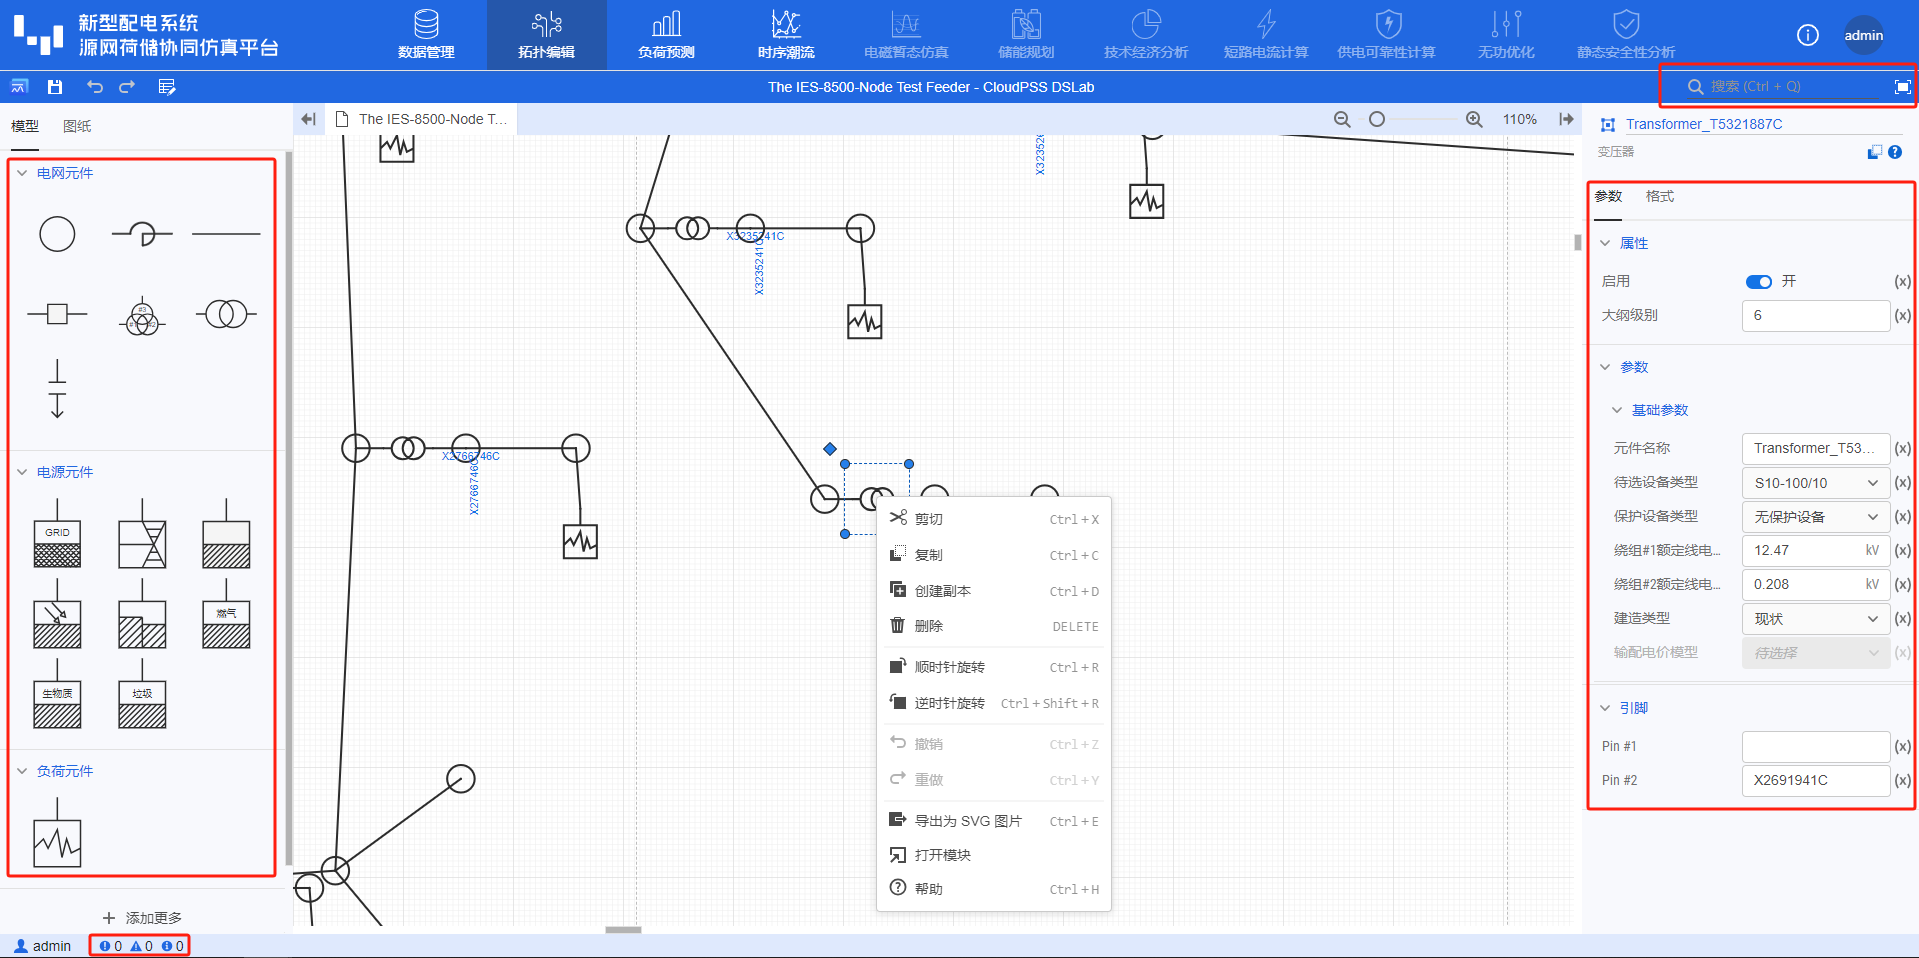 新型配电系统
源网荷储协同仿真平台
数据管理
拓扑编辑
负荷预测
时序潮流
电磁暂态仿真
储能规划
技术经济分析
短路电流计算
供电可靠性计算
无功优化
静态安全性分析
admin
The IES-8500-Node Test Feeder - CloudPSS DSLab
搜索 (Ctrl + Q)
模型
图纸
The IES-8500-Node T...
110%
Transformer_T5321887C
变压器
电网元件
#3
#1
#2
电源元件
GRID
燃气
生物质
垃圾
负荷元件
添加更多
X3235241C
X3235241C
X2766746C
X2766746C
剪切 Ctrl + X
复制 Ctrl + C
创建副本 Ctrl + D
删除 DELETE
顺时针旋转 Ctrl + R
逆时针旋转 Ctrl + Shift + R
撤销 Ctrl + Z
重做 Ctrl + Y
导出为 SVG 图片 Ctrl + E
打开模块
帮助 Ctrl + H
参数
格式
属性
启用 开 (x)
大纲级别 6 (x)
参数
基础参数
元件名称 Transformer_T53... (x)
待选设备类型 S10-100/10 (x)
保护设备类型 无保护设备 (x)
绕组#1额定线电... 12.47 kV (x)
绕组#2额定线电... 0.208 kV (x)
建造类型 现状 (x)
输配电价模型 待选择 (x)
引脚
Pin #1 (x)
Pin #2 X2691941C (x)
admin
0 0 0